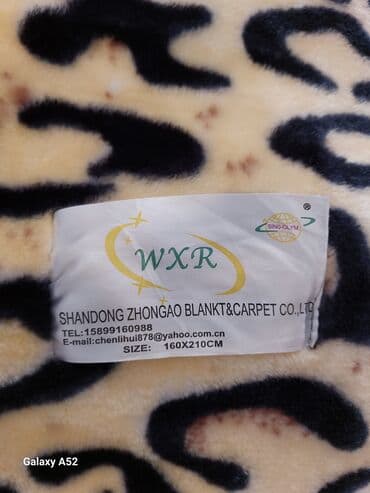 ®
SINO-GLYM
WXR
SHANDONG ZHONGAO BLANKT&CARPET CO.,LTD
TEL:15899160988
E-mail:chenlihui878@yahoo.com.cn
SIZE: 160X210CM
Galaxy A52